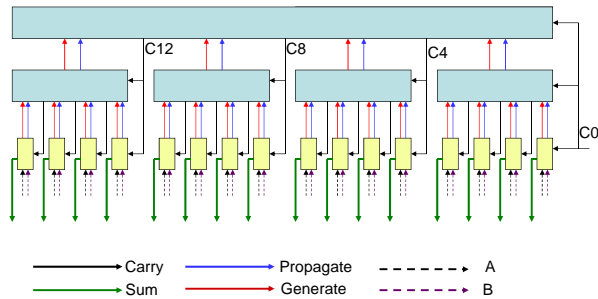 C12
C8
C4
C0
Carry
Propagate
A
Sum
Generate
B